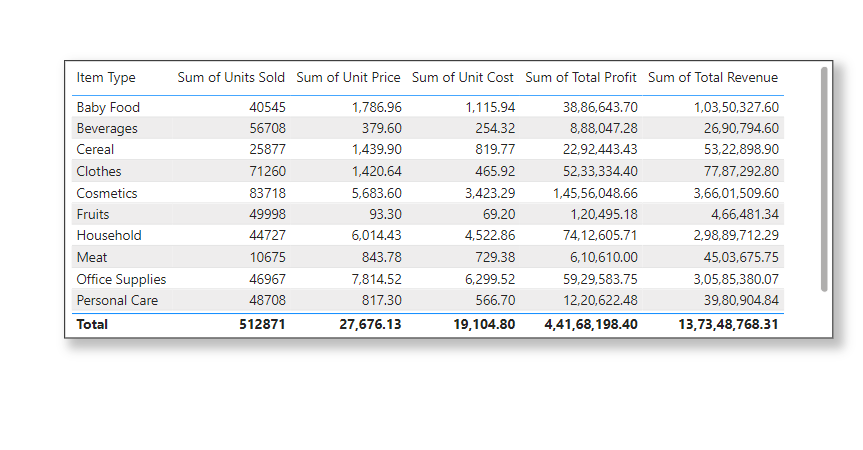 Item Type Sum of Units Sold Sum of Unit Price Sum of Unit Cost Sum of Total Profit Sum of Total Revenue
Baby Food 40545 1,786.96 1,115.94 38,86,643.70 1,03,50,327.60
Beverages 56708 379.60 254.32 8,88,047.28 26,90,794.60
Cereal 25877 1,439.90 819.77 22,92,443.43 53,22,898.90
Clothes 71260 1,420.64 465.92 52,33,334.40 77,87,292.80
Cosmetics 83718 5,683.60 3,423.29 1,45,56,048.66 3,66,01,509.60
Fruits 49998 93.30 69.20 1,20,495.18 4,66,481.34
Household 44727 6,014.43 4,522.86 74,12,605.71 2,98,89,712.29
Meat 10675 843.78 729.38 6,10,610.00 45,03,675.75
Office Supplies 46967 7,814.52 6,299.52 59,29,583.75 3,05,85,380.07
Personal Care 48708 817.30 566.70 12,20,622.48 39,80,904.84
Total 512871 27,676.13 19,104.80 4,41,68,198.40 13,73,48,768.31